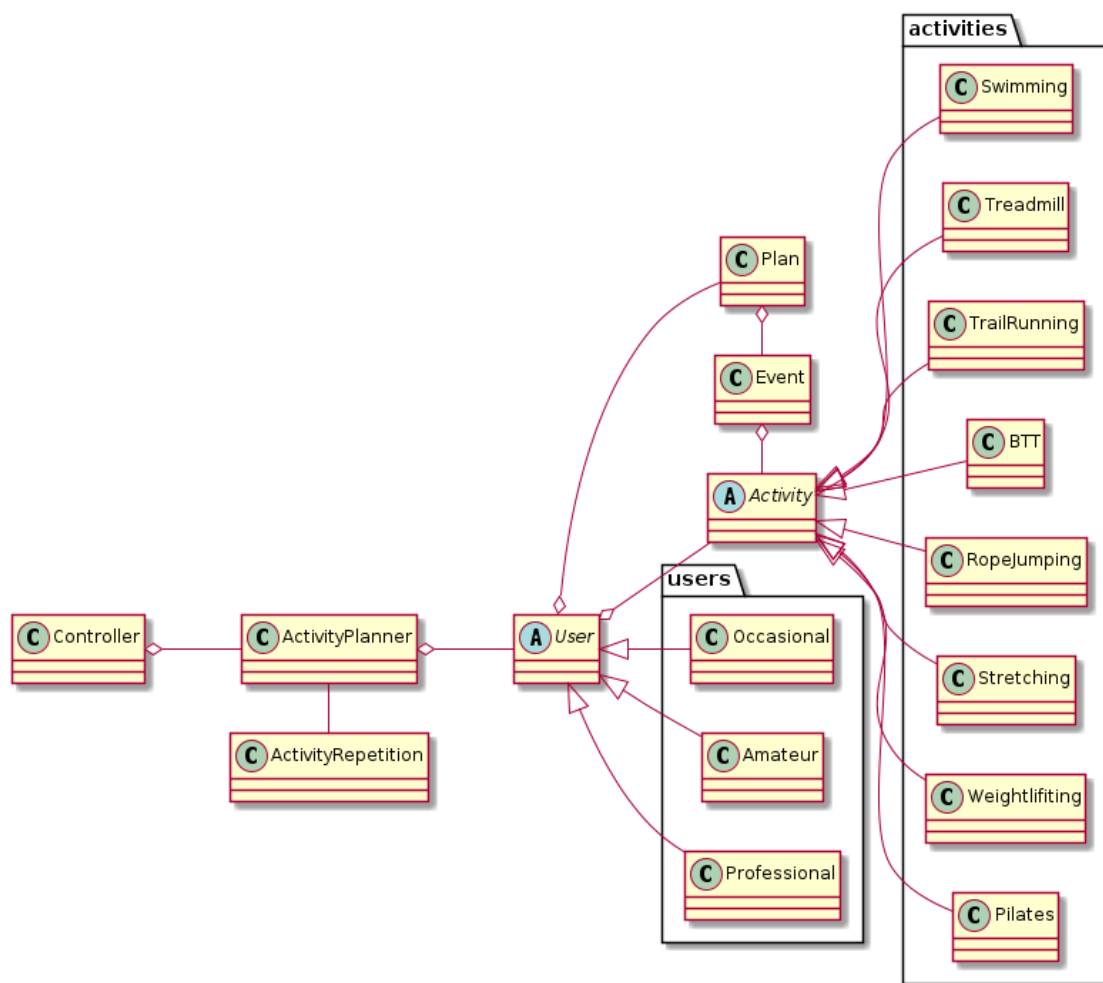 activities
C Swimming
C Treadmill
C Plan
C TrailRunning
C Event
C BTT
A Activity
C RopeJumping
users
C Controller
C ActivityPlanner
A User
C Occasional
C Stretching
C ActivityRepetition
C Amateur
C Weightlifiting
C Professional
C Pilates